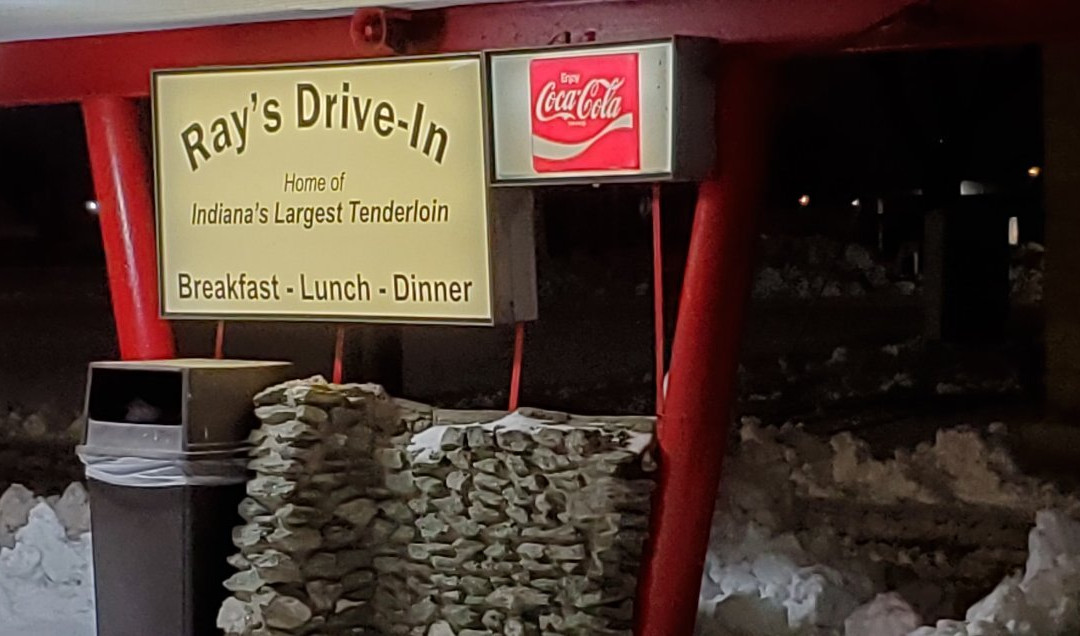 Ray's Drive-In
Home of
Indiana's Largest Tenderloin
Breakfast - Lunch - Dinner
Enjoy
Coca-Cola